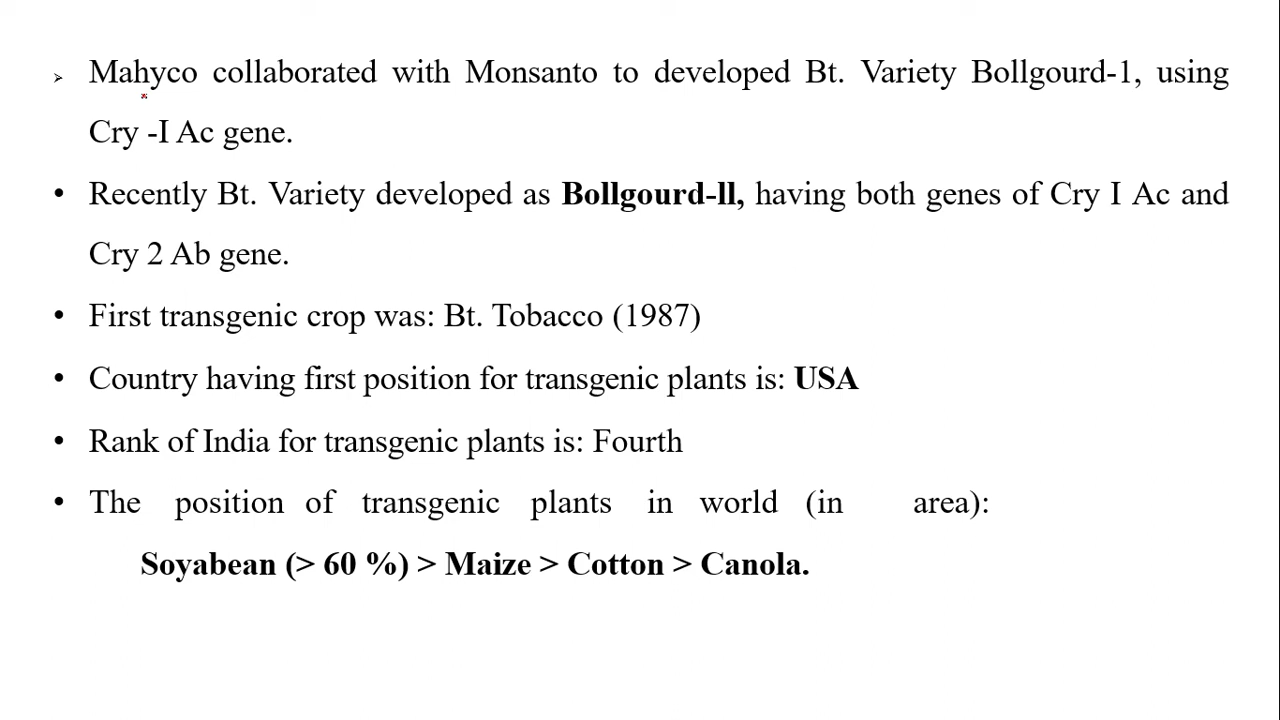 ➢ Mahyco collaborated with Monsanto to developed Bt. Variety Bollgourd-1, using
Cry -I Ac gene.
• Recently Bt. Variety developed as Bollgourd-ll, having both genes of Cry I Ac and
Cry 2 Ab gene.
• First transgenic crop was: Bt. Tobacco (1987)
• Country having first position for transgenic plants is: USA
• Rank of India for transgenic plants is: Fourth
• The position of transgenic plants in world (in area):
Soyabean (> 60 %) > Maize > Cotton > Canola.